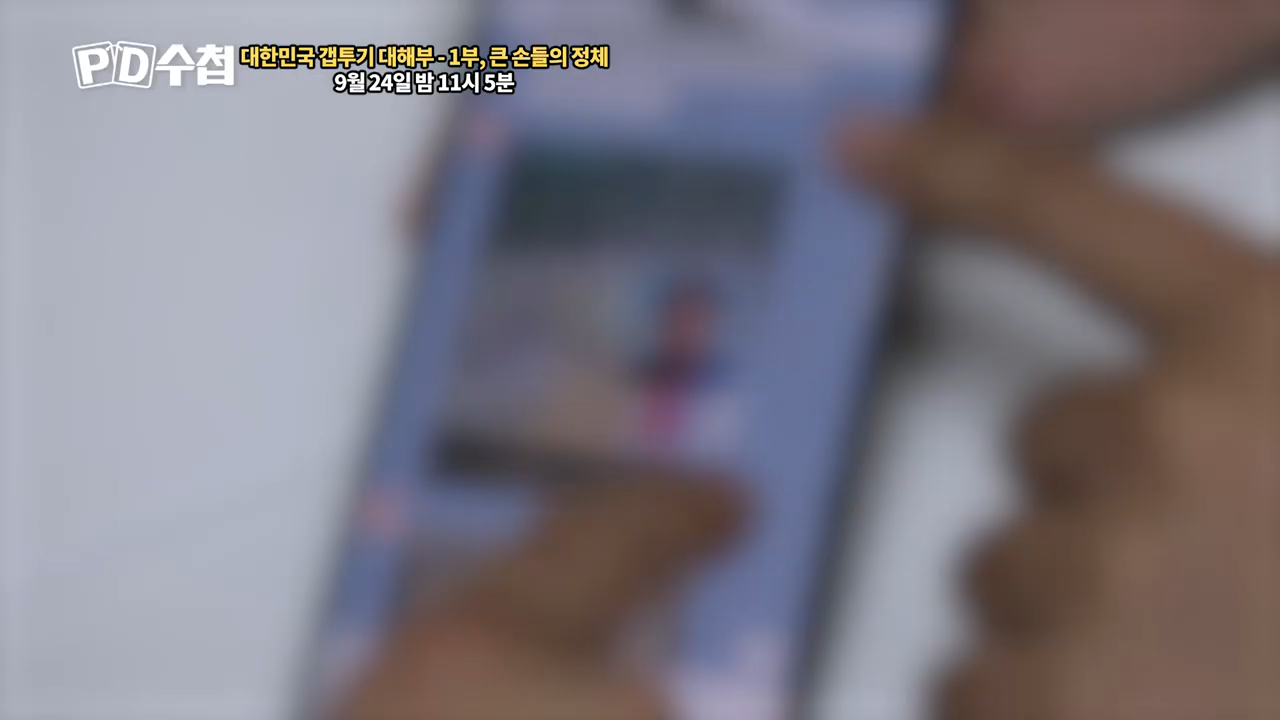 PD수첩 대한민국 갭투기 대해부 - 1부, 큰 손들의 정체
9월 24일 밤 11시 5분